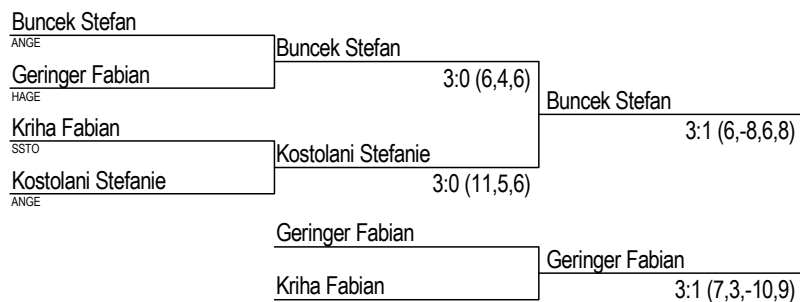 Buncek Stefan
ANGE
Buncek Stefan
Geringer Fabian
3:0 (6,4,6)
HAGE
Buncek Stefan
Kriha Fabian
3:1 (6,-8,6,8)
SSTO
Kostolani Stefanie
Kostolani Stefanie
3:0 (11,5,6)
ANGE
Geringer Fabian
Geringer Fabian
Kriha Fabian
3:1 (7,3,-10,9)